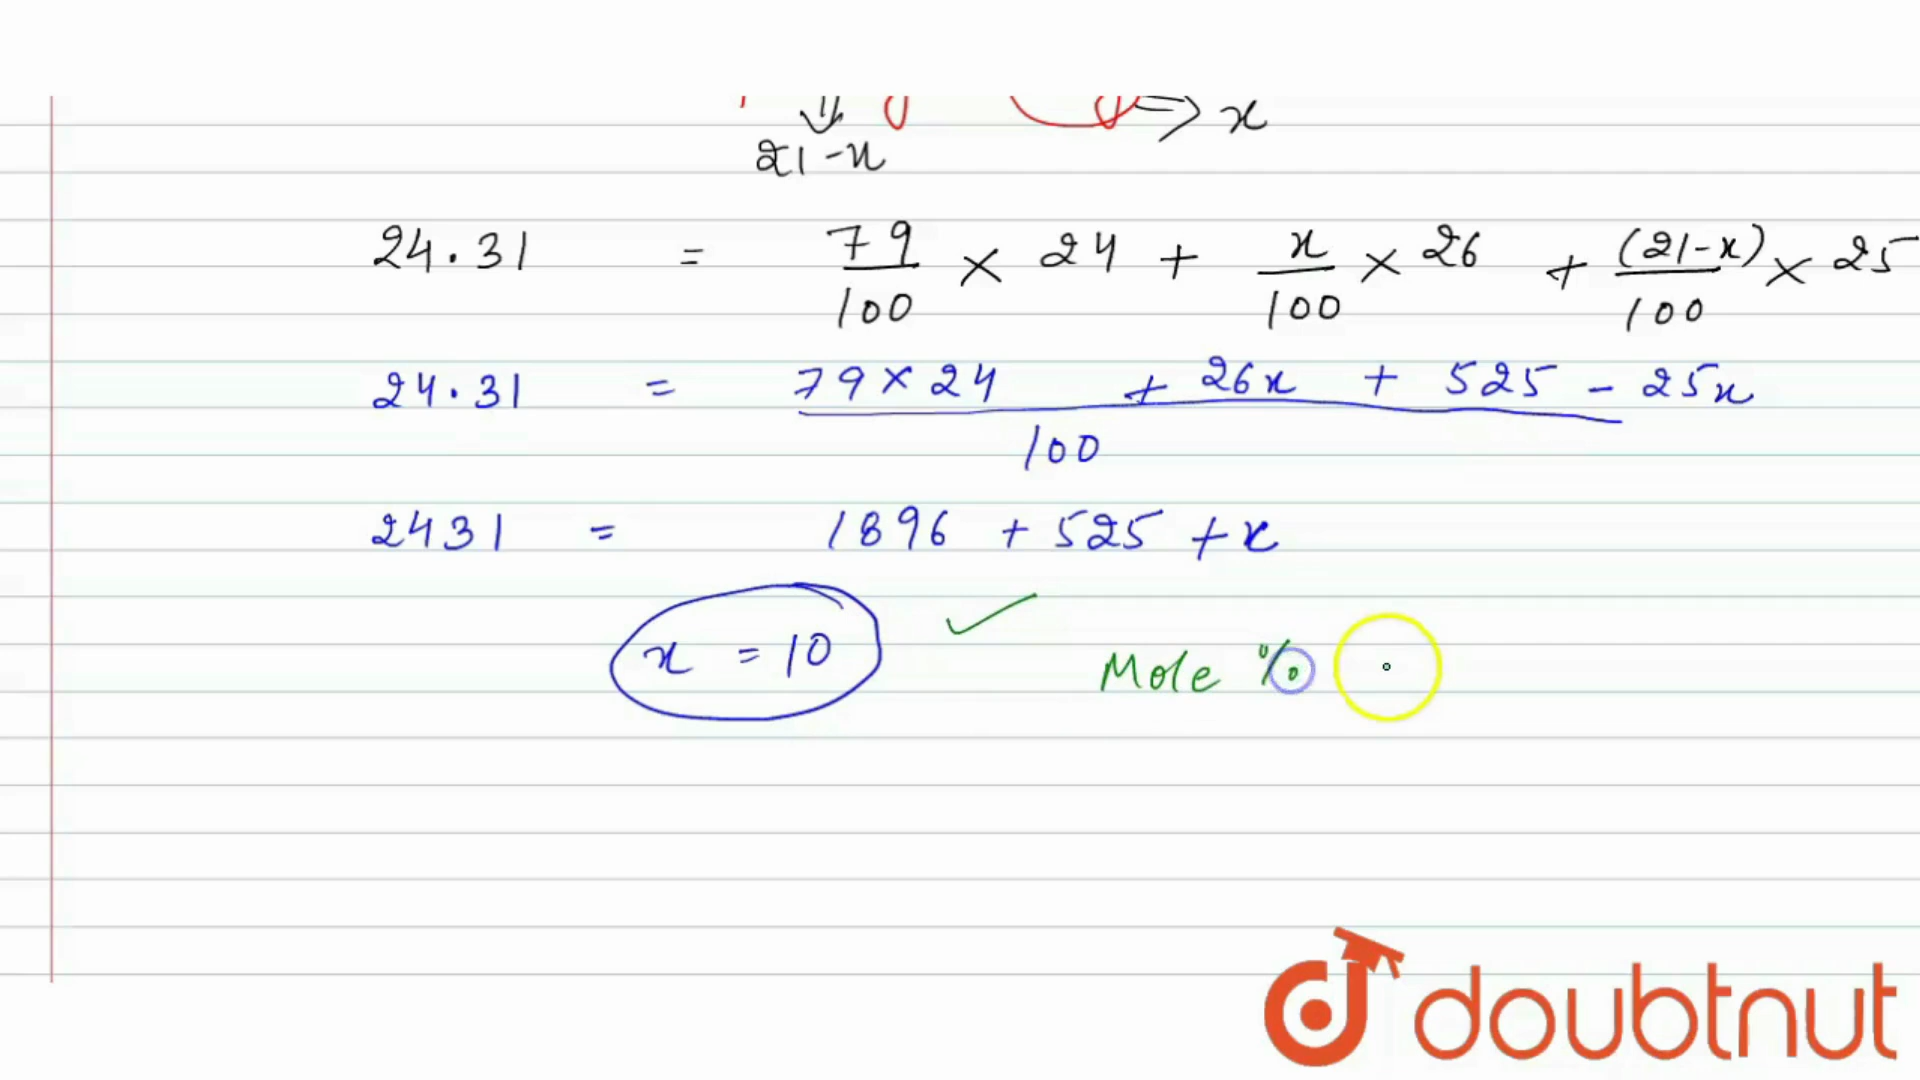 ⇒ x
21-x
24.31 = 79/100 × 24 + x/100 × 26 + (21-x)/100 × 25
24.31 = 79×24 + 26x + 525 - 25x
100
2431 = 1896 + 525 + x
x = 10 ✓ Mole %
doubtnut